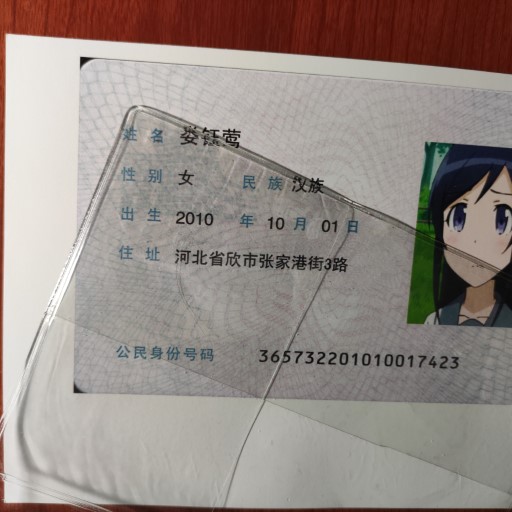 姓名 娄钰莺
性别 女 民族 汉族
出生 2010 年 10 月 01 日
住址 河北省欣市张家港街3路
公民身份号码 365732201010017423